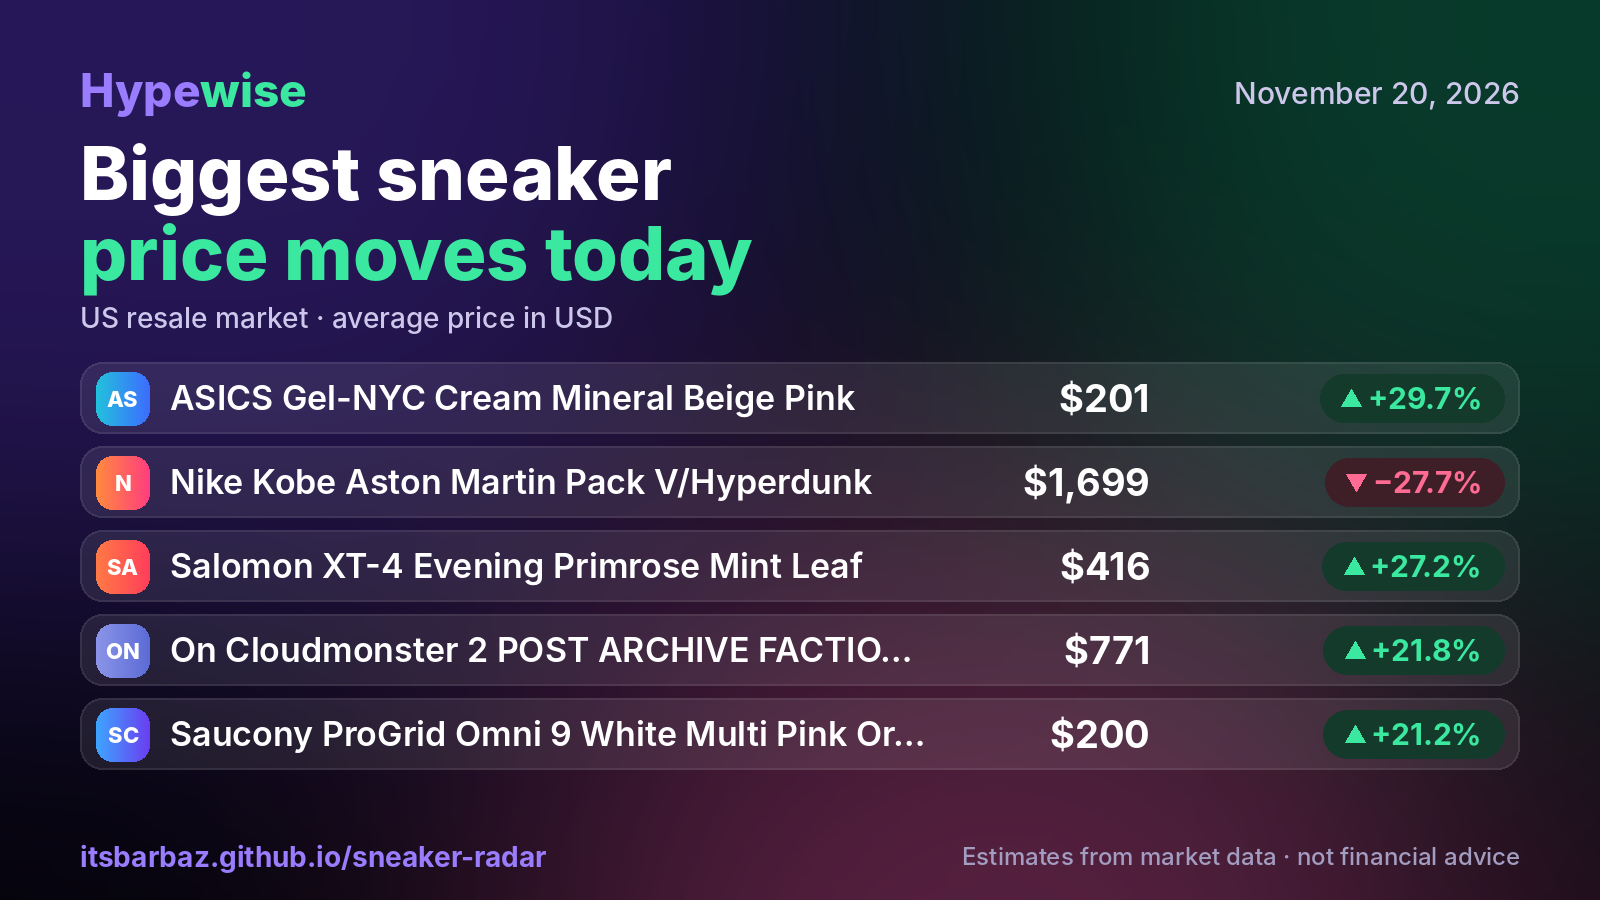 Hypewise
November 20, 2026
Biggest sneaker
price moves today
US resale market · average price in USD
AS ASICS Gel-NYC Cream Mineral Beige Pink $201 ▲ +29.7%
N Nike Kobe Aston Martin Pack V/Hyperdunk $1,699 ▼ −27.7%
SA Salomon XT-4 Evening Primrose Mint Leaf $416 ▲ +27.2%
ON On Cloudmonster 2 POST ARCHIVE FACTIO... $771 ▲ +21.8%
SC Saucony ProGrid Omni 9 White Multi Pink Or... $200 ▲ +21.2%
itsbarbaz.github.io/sneaker-radar
Estimates from market data · not financial advice